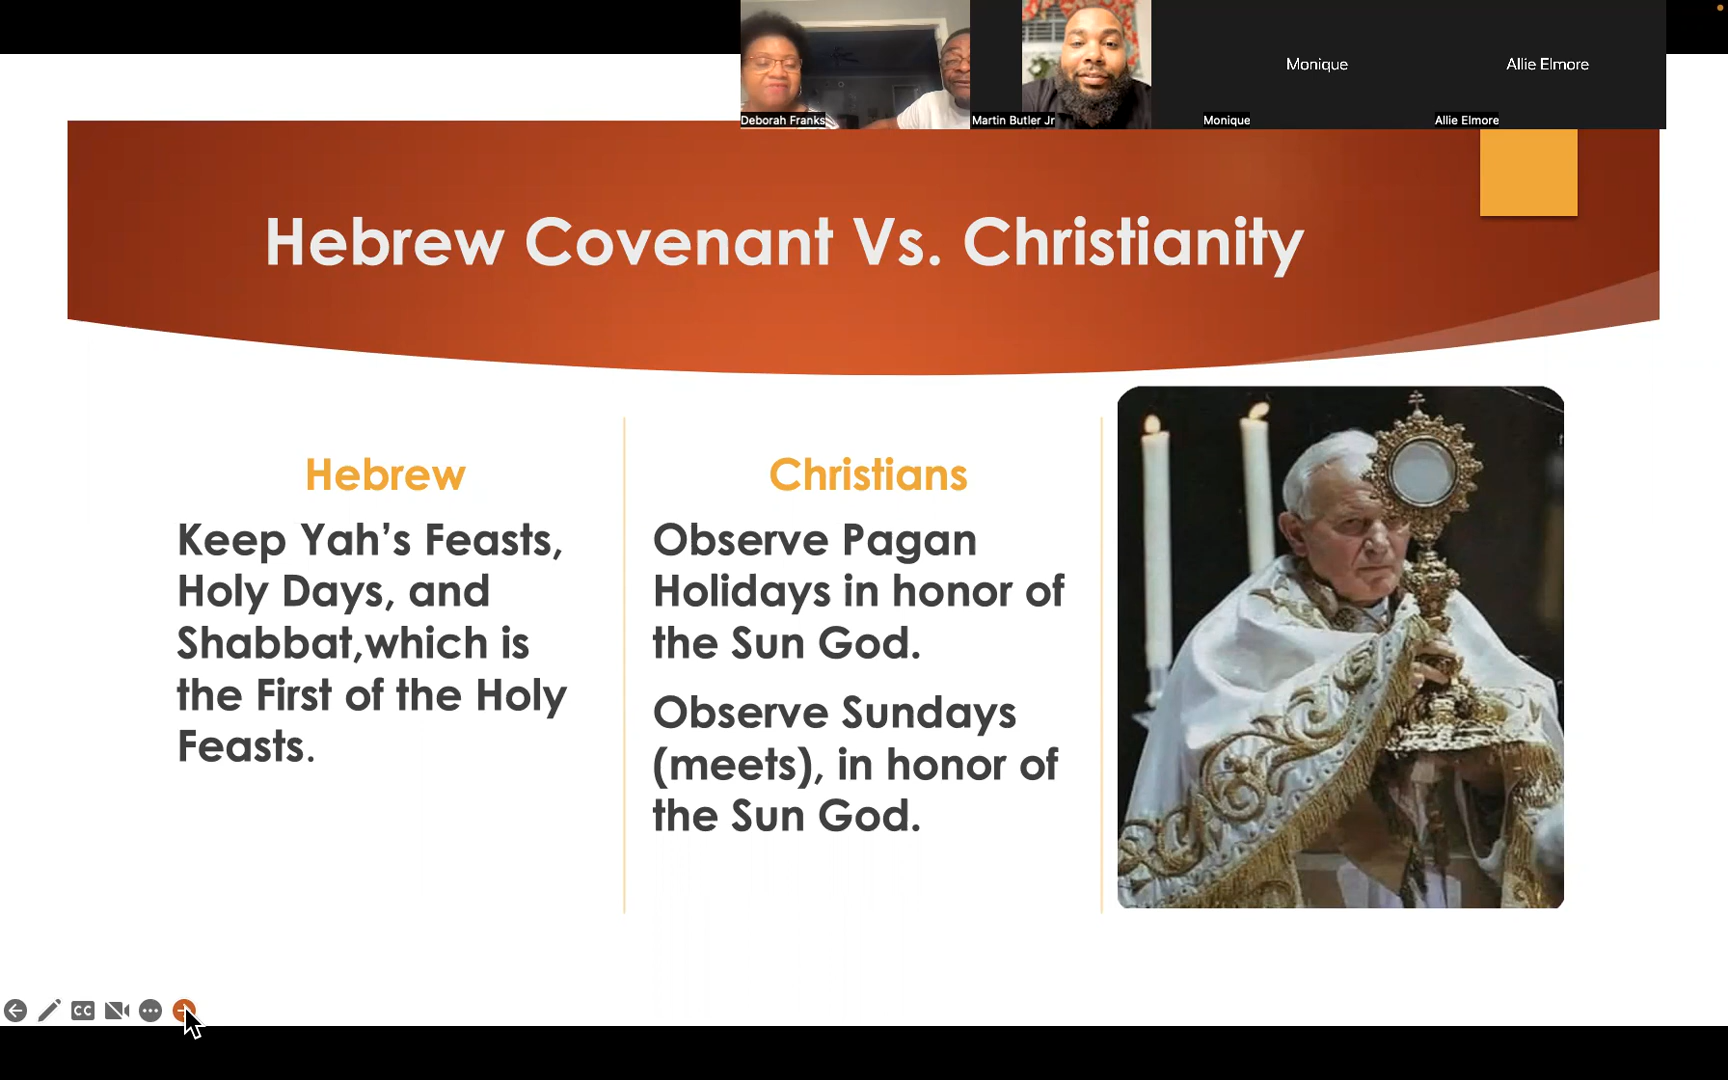 Monique
Allie Elmore
Deborah Franks
Martin Butler Jr
Monique
Allie Elmore
Hebrew Covenant Vs. Christianity
Hebrew
Keep Yah’s Feasts,
Holy Days, and
Shabbat,which is
the First of the Holy
Feasts.
Christians
Observe Pagan
Holidays in honor of
the Sun God.
Observe Sundays
(meets), in honor of
the Sun God.
CC